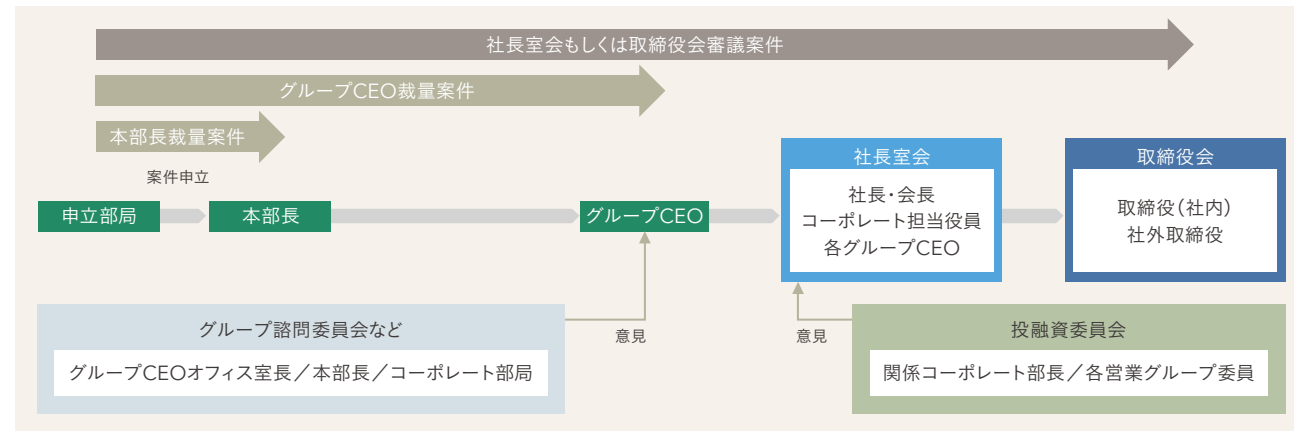 社長室会もしくは取締役会審議案件
グループCEO裁量案件
本部長裁量案件
案件申立
申立部局
本部長
グループCEO
社長室会
社長・会長
コーポレート担当役員
各グループCEO
取締役会
取締役(社内)
社外取締役
グループ諮問委員会など
グループCEOオフィス室長/本部長/コーポレート部局
意見
意見
投融資委員会
関係コーポレート部長/各営業グループ委員